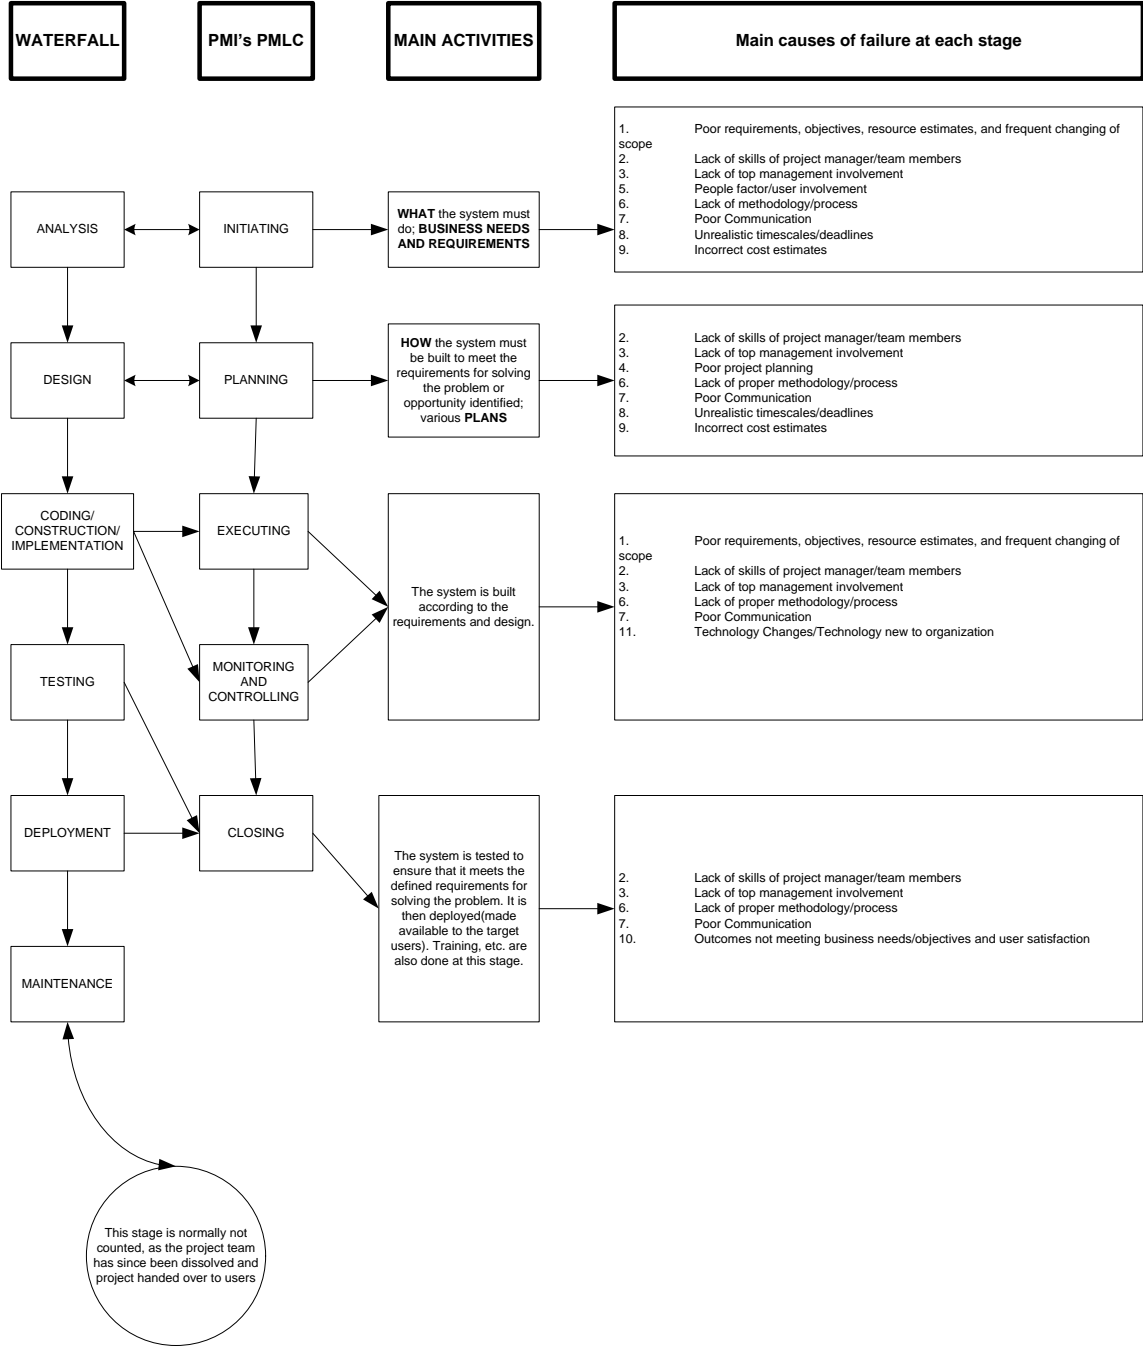 WATERFALL
PMI's PMLC
MAIN ACTIVITIES
Main causes of failure at each stage
ANALYSIS
INITIATING
WHAT the system must
do; BUSINESS NEEDS
AND REQUIREMENTS
1. Poor requirements, objectives, resource estimates, and frequent changing of
scope
2. Lack of skills of project manager/team members
3. Lack of top management involvement
5. People factor/user involvement
6. Lack of methodology/process
7. Poor Communication
8. Unrealistic timescales/deadlines
9. Incorrect cost estimates
DESIGN
PLANNING
HOW the system must
be built to meet the
requirements for solving
the problem or
opportunity identified;
various PLANS
2. Lack of skills of project manager/team members
3. Lack of top management involvement
4. Poor project planning
6. Lack of proper methodology/process
7. Poor Communication
8. Unrealistic timescales/deadlines
9. Incorrect cost estimates
CODING/
CONSTRUCTION/
IMPLEMENTATION
EXECUTING
The system is built
according to the
requirements and design.
1. Poor requirements, objectives, resource estimates, and frequent changing of
scope
2. Lack of skills of project manager/team members
3. Lack of top management involvement
6. Lack of proper methodology/process
7. Poor Communication
11. Technology Changes/Technology new to organization
TESTING
MONITORING
AND
CONTROLLING
DEPLOYMENT
CLOSING
The system is tested to
ensure that it meets the
defined requirements for
solving the problem. It is
then deployed(made
available to the target
users). Training, etc. are
also done at this stage.
2. Lack of skills of project manager/team members
3. Lack of top management involvement
6. Lack of proper methodology/process
7. Poor Communication
10. Outcomes not meeting business needs/objectives and user satisfaction
MAINTENANCE
This stage is normally not
counted, as the project team
has since been dissolved and
project handed over to users